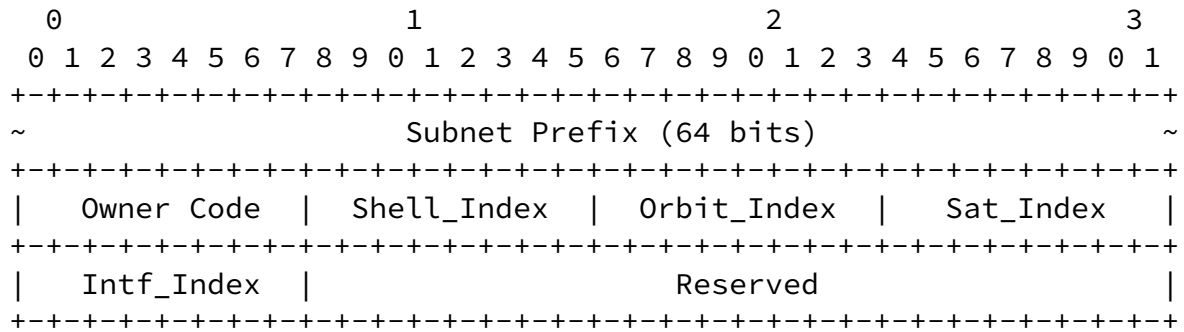 0                   1                   2                   3
 0 1 2 3 4 5 6 7 8 9 0 1 2 3 4 5 6 7 8 9 0 1 2 3 4 5 6 7 8 9 0 1
+-+-+-+-+-+-+-+-+-+-+-+-+-+-+-+-+-+-+-+-+-+-+-+-+-+-+-+-+-+-+-+-+
~                     Subnet Prefix (64 bits)                   ~
+-+-+-+-+-+-+-+-+-+-+-+-+-+-+-+-+-+-+-+-+-+-+-+-+-+-+-+-+-+-+-+-+
|   Owner Code  |  Shell_Index  |  Orbit_Index  |   Sat_Index   |
+-+-+-+-+-+-+-+-+-+-+-+-+-+-+-+-+-+-+-+-+-+-+-+-+-+-+-+-+-+-+-+-+
|   Intf_Index  |                    Reserved                   |
+-+-+-+-+-+-+-+-+-+-+-+-+-+-+-+-+-+-+-+-+-+-+-+-+-+-+-+-+-+-+-+-+